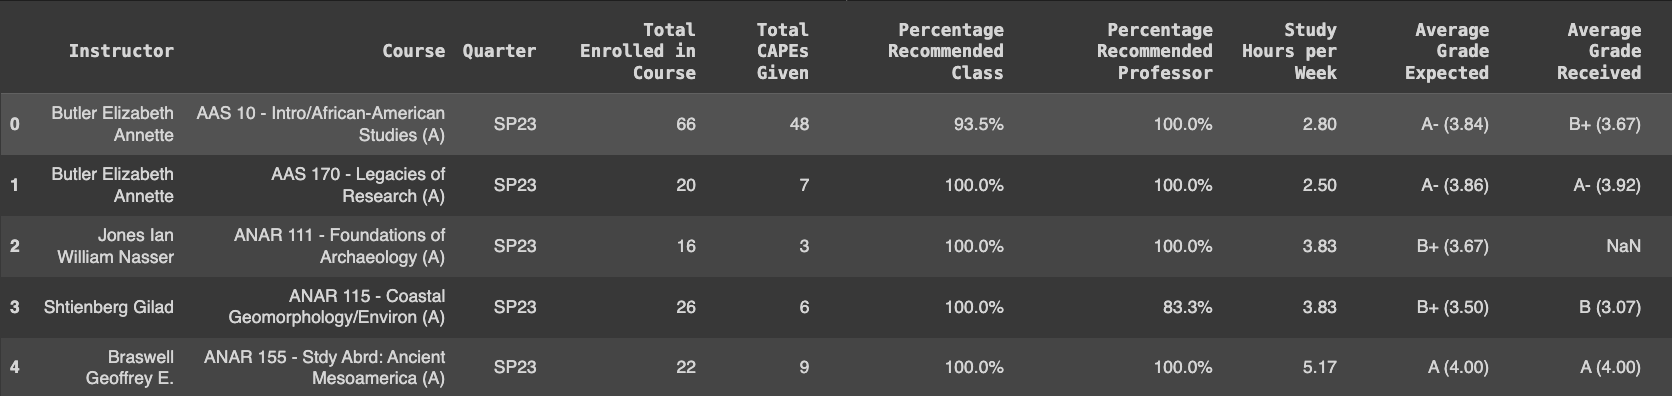 Instructor Course Quarter Total Enrolled in Course Total CAPEs Given Percentage Recommended Class Percentage Recommended Professor Study Hours per Week Average Grade Expected Average Grade Received
0 Butler Elizabeth Annette AAS 10 - Intro/African-American Studies (A) SP23 66 48 93.5% 100.0% 2.80 A- (3.84) B+ (3.67)
1 Butler Elizabeth Annette AAS 170 - Legacies of Research (A) SP23 20 7 100.0% 100.0% 2.50 A- (3.86) A- (3.92)
2 Jones Ian William Nasser ANAR 111 - Foundations of Archaeology (A) SP23 16 3 100.0% 100.0% 3.83 B+ (3.67) NaN
3 Shtienberg Gilad ANAR 115 - Coastal Geomorphology/Environ (A) SP23 26 6 100.0% 83.3% 3.83 B+ (3.50) B (3.07)
4 Braswell Geoffrey E. ANAR 155 - Stdy Abrd: Ancient Mesoamerica (A) SP23 22 9 100.0% 100.0% 5.17 A (4.00) A (4.00)